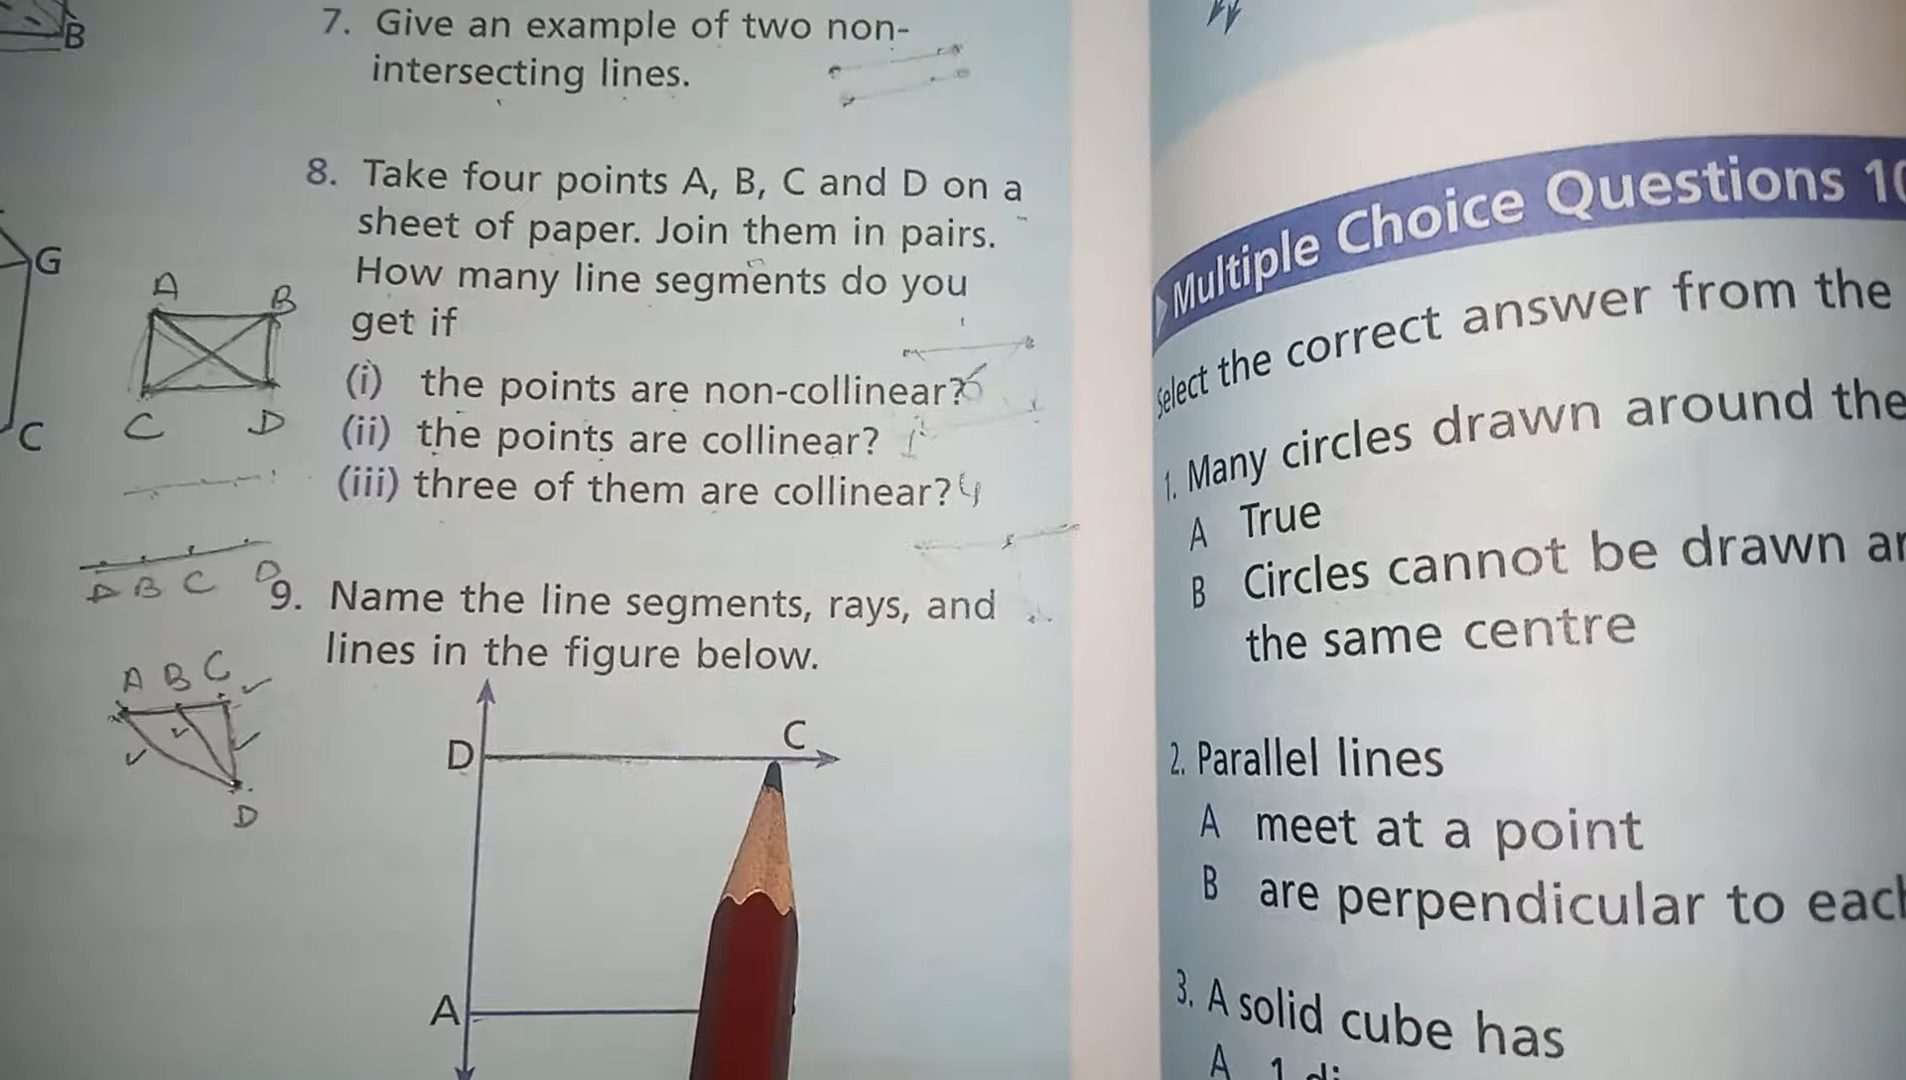 B
7. Give an example of two non-
intersecting lines.
8. Take four points A, B, C and D on a
sheet of paper. Join them in pairs.
How many line segments do you
get if
(i) the points are non-collinear? 6
(ii) the points are collinear? 1
(iii) three of them are collinear? 4
G
C
A B
C D
A B C D
A B C
D
9. Name the line segments, rays, and
lines in the figure below.
D C
A
Multiple Choice Questions 10
Select the correct answer from the
1. Many circles drawn around the
A True
B Circles cannot be drawn ar
the same centre
2. Parallel lines
A meet at a point
B are perpendicular to each
3. A solid cube has
A 1 di